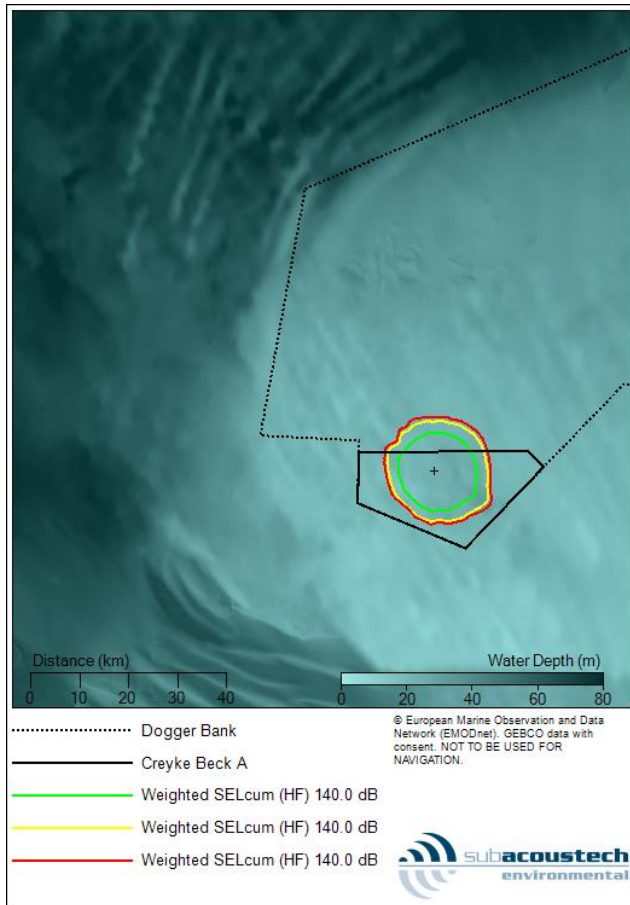 Distance (km)
0 10 20 30 40
Water Depth (m)
0 20 40 60 80
Dogger Bank
Creyke Beck A
Weighted SELcum (HF) 140.0 dB
Weighted SELcum (HF) 140.0 dB
Weighted SELcum (HF) 140.0 dB
© European Marine Observation and Data
Network (EMODnet). GEBCO data with
consent. NOT TO BE USED FOR
NAVIGATION.
subacoustech
environmental